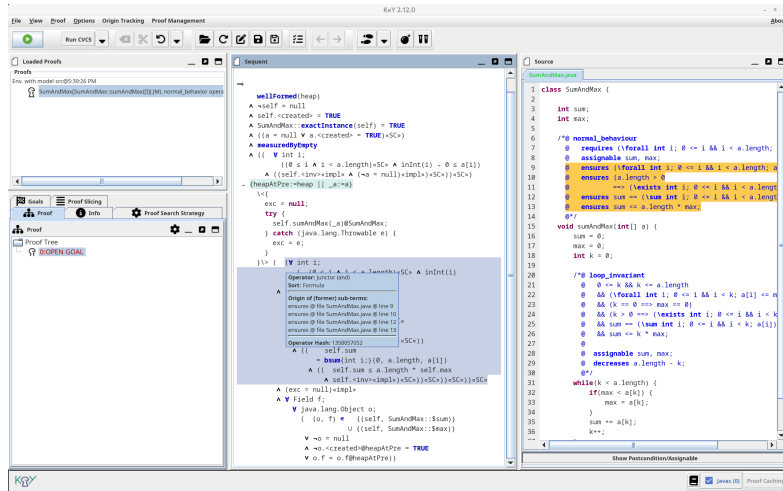 KeY 2.12.0
File View Proof Options Origin Tracking Proof Management
Abou
Run CVC5
Loaded Proofs
Proofs
Env. with model src@5:39:26 PM
SumAndMax[SumAndMax::sumAndMax([I)].JML normal_behavior opera
Goals
Proof Slicing
Proof
Info
Proof Search Strategy
Proof
Proof Tree
0:OPEN GOAL
Sequent
⟹
wellFormed(heap)
∧ ¬self = null
∧ self.<created> = TRUE
∧ SumAndMax::exactInstance(self) = TRUE
∧ ((a = null ∨ a.<created> = TRUE)«SC»)
∧ measuredByEmpty
∧ (( ∀ int i;
((0 ≤ i ∧ i < a.length)«SC» ∧ inInt(i) → 0 ≤ a[i])
∧ ((self.<inv>«impl» ∧ (¬a = null)«impl»)«SC»)«SC»)
→ {heapAtPre:=heap || _a:=a}
\<{
exc = null;
try {
self.sumAndMax(_a)@SumAndMax;
} catch (java.lang.Throwable e) {
exc = e;
}
}\> ( (∀ int i;
( (0 ≤ i ∧ i < a.length)«SC» ∧ inInt(i)
Operator: Junctor (and)
Sort: Formula
Origin of (former) sub-terms:
ensures @ file SumAndMax.java @ line 9
ensures @ file SumAndMax.java @ line 10
ensures @ file SumAndMax.java @ line 12
ensures @ file SumAndMax.java @ line 13
Operator Hash: 1358057052
∧ (( self.sum
= bsum{int i;}(0, a.length, a[i])
∧ (( self.sum ≤ a.length * self.max
∧ self.<inv>«impl»)«SC»))«SC»))«SC»))«SC»
∧ (exc = null)«impl»
∧ ∀ Field f;
∀ java.lang.Object o;
( (o, f) ∈ {(self, SumAndMax::$sum)}
∪ {(self, SumAndMax::$max)}
∨ ¬o = null
∧ ¬o.<created>@heapAtPre = TRUE
∨ o.f = o.f@heapAtPre))
Source
SumAndMax.java
1 class SumAndMax {
2
3 int sum;
4 int max;
5
6 /*@ normal_behaviour
7 @ requires (\forall int i; 0 <= i && i < a.length;
8 @ assignable sum, max;
9 @ ensures (\forall int i; 0 <= i && i < a.length; a
10 @ ensures (a.length > 0
11 @ ==> (\exists int i; 0 <= i && i < a.lengt
12 @ ensures sum == (\sum int i; 0 <= i && i < a.lengt
13 @ ensures sum <= a.length * max;
14 @*/
15 void sumAndMax(int[] a) {
16 sum = 0;
17 max = 0;
18 int k = 0;
19
20 /*@ loop_invariant
21 @ 0 <= k && k <= a.length
22 @ && (\forall int i; 0 <= i && i < k; a[i] <= m
23 @ && (k == 0 ==> max == 0)
24 @ && (k > 0 ==> (\exists int i; 0 <= i && i < k
25 @ && sum == (\sum int i; 0 <= i && i < k; a[i])
26 @ && sum <= k * max;
27 @
28 @ assignable sum, max;
29 @ decreases a.length - k;
30 @*/
31 while(k < a.length) {
32 if(max < a[k]) {
33 max = a[k];
34 }
35 sum += a[k];
36 k++;
Show Postcondition/Assignable
KeY
Javac (0)
Proof Caching